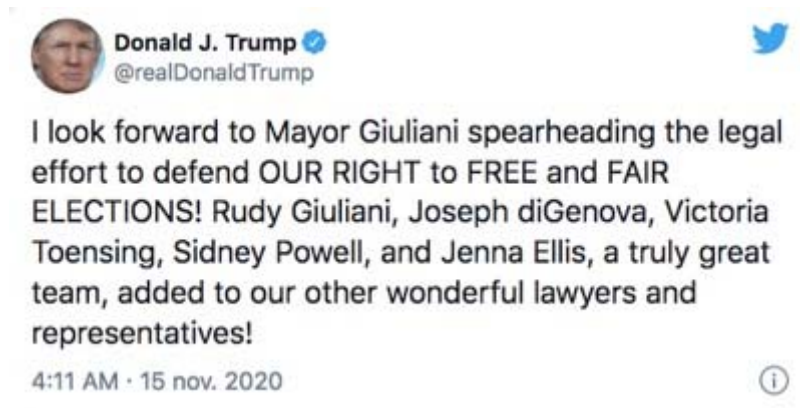 Donald J. Trump
@realDonaldTrump
I look forward to Mayor Giuliani spearheading the legal
effort to defend OUR RIGHT to FREE and FAIR
ELECTIONS! Rudy Giuliani, Joseph diGenova, Victoria
Toensing, Sidney Powell, and Jenna Ellis, a truly great
team, added to our other wonderful lawyers and
representatives!
4:11 AM · 15 nov. 2020